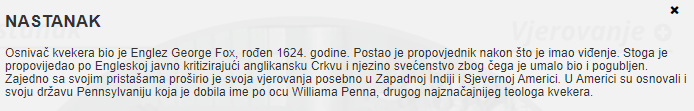 NASTANAK
Vjerovanje
Osnivač kvekera bio je Englez George Fox, rođen 1624. godine. Postao je propovjednik nakon što je imao viđenje. Stoga je
propovijedao po Engleskoj javno kritizirajući anglikansku Crkvu i njezino svećenstvo zbog čega je umalo bio i pogubljen.
Zajedno sa svojim pristašama proširio je svoja vjerovanja posebno u Zapadnoj Indiji i Sjevernoj Americi. U Americi su osnovali i
svoju državu Pennsylvaniju koja je dobila ime po ocu Williama Penna, drugog najznačajnijeg teologa kvekera.